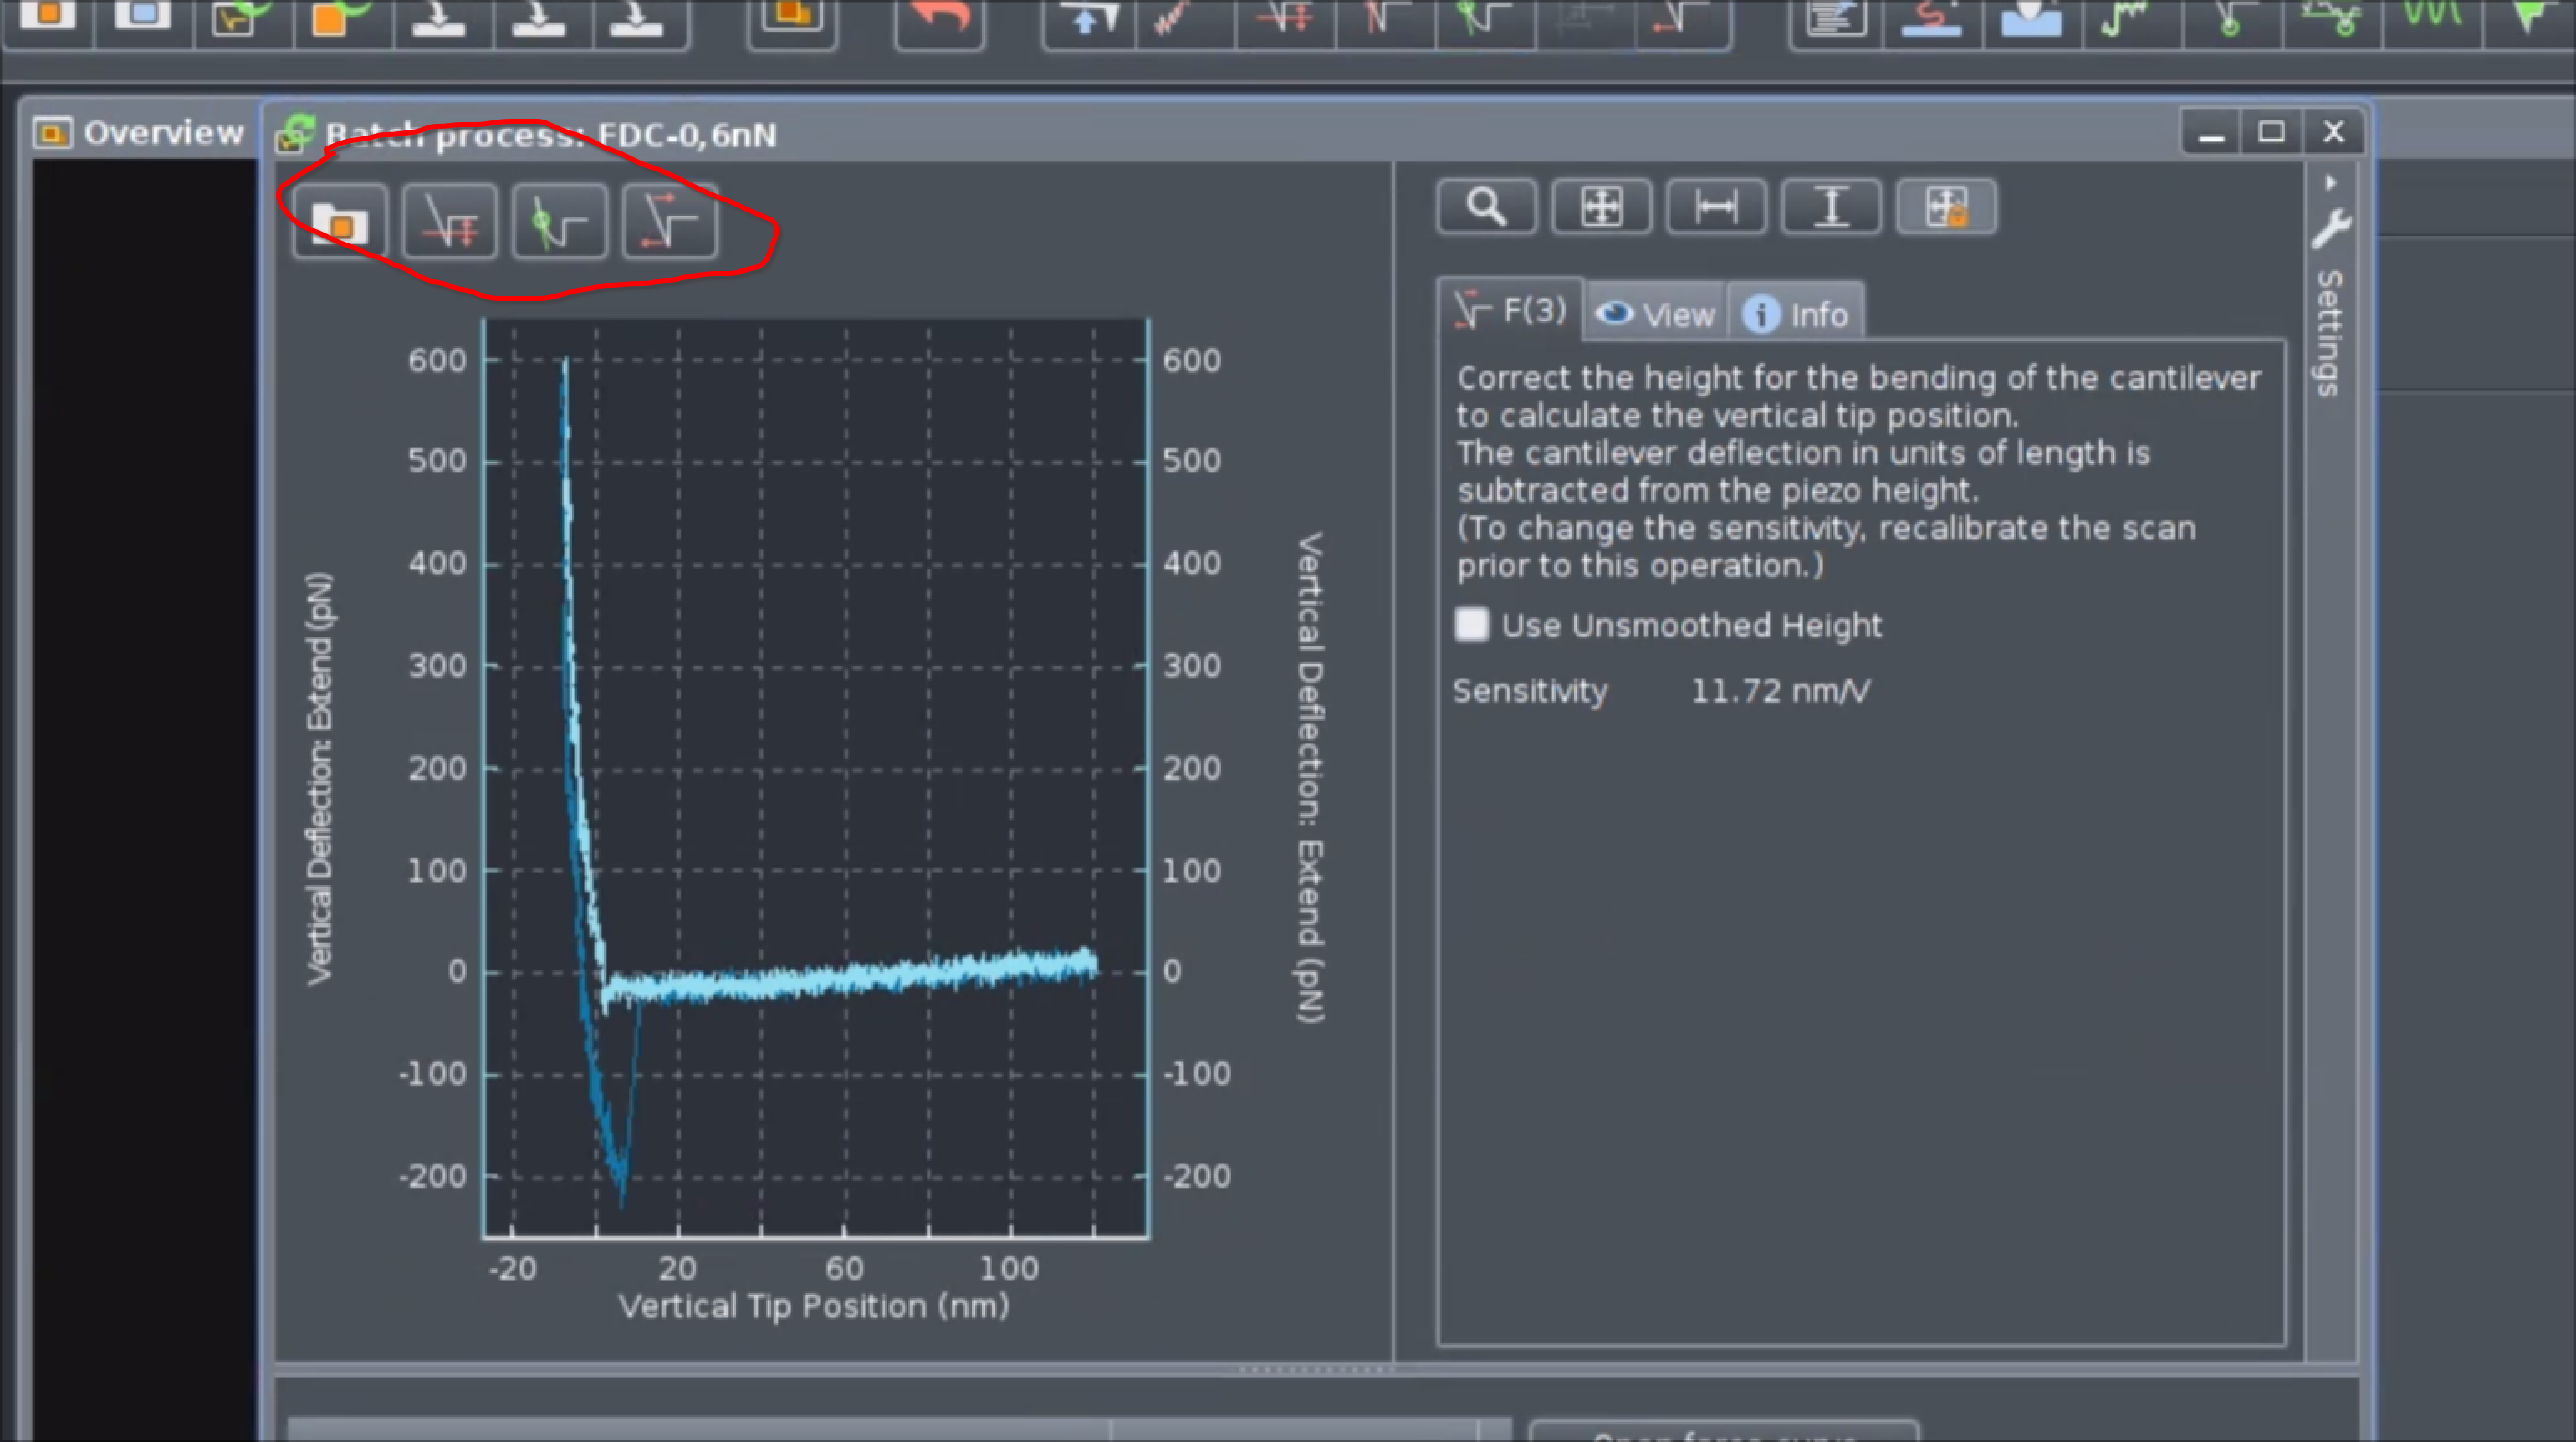 Overview
Batch process: FDC-0,6nN
F(3)
View
Info
Settings
Correct the height for the bending of the cantilever
to calculate the vertical tip position.
The cantilever deflection in units of length is
subtracted from the piezo height.
(To change the sensitivity, recalibrate the scan
prior to this operation.)
Use Unsmoothed Height
Sensitivity 11.72 nm/V
Vertical Deflection: Extend (pN)
600
500
400
300
200
100
0
-100
-200
600
500
400
300
200
100
0
-100
-200
Vertical Deflection: Extend (pN)
-20 20 60 100
Vertical Tip Position (nm)